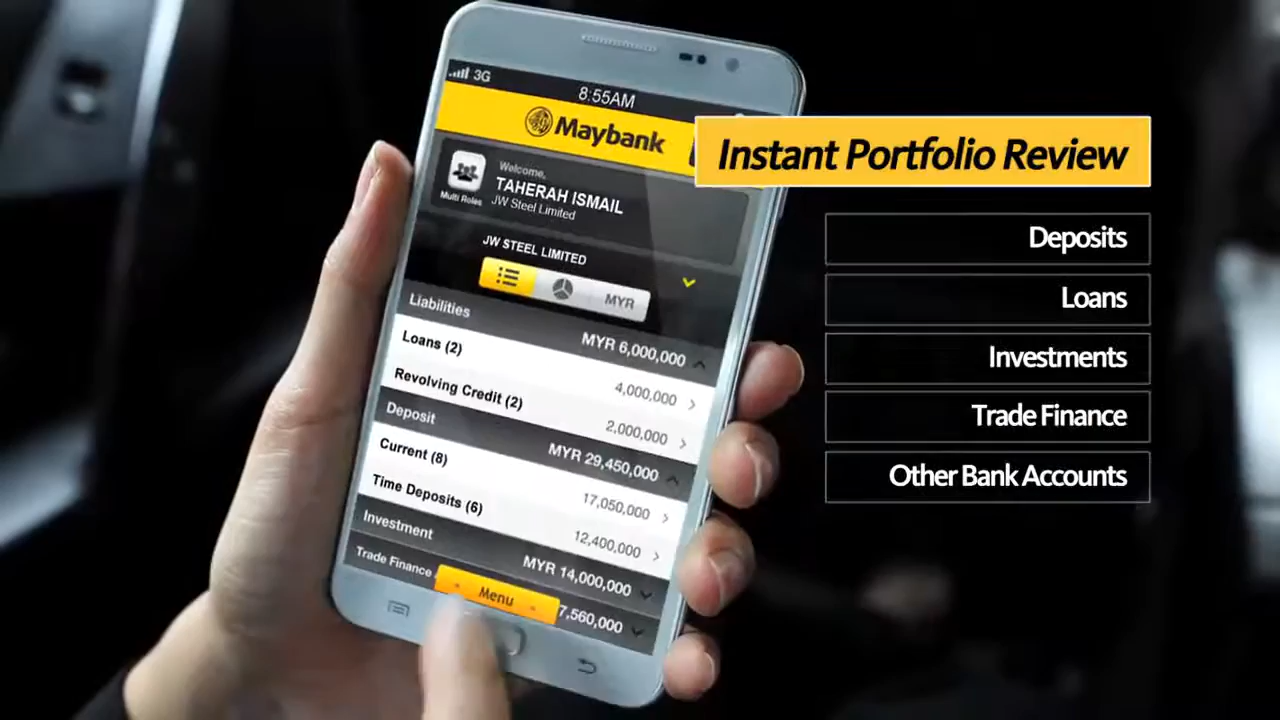 3G
8:55AM
Maybank
Multi Roles
Welcome,
TAHERAH ISMAIL
JW Steel Limited
JW STEEL LIMITED
MYR
Liabilities
MYR 6,000,000
Loans (2)
4,000,000
Revolving Credit (2)
2,000,000
Deposit
MYR 29,450,000
Current (8)
17,050,000
Time Deposits (6)
12,400,000
Investment
MYR 14,000,000
Trade Finance
7,560,000
Menu
Instant Portfolio Review
Deposits
Loans
Investments
Trade Finance
Other Bank Accounts